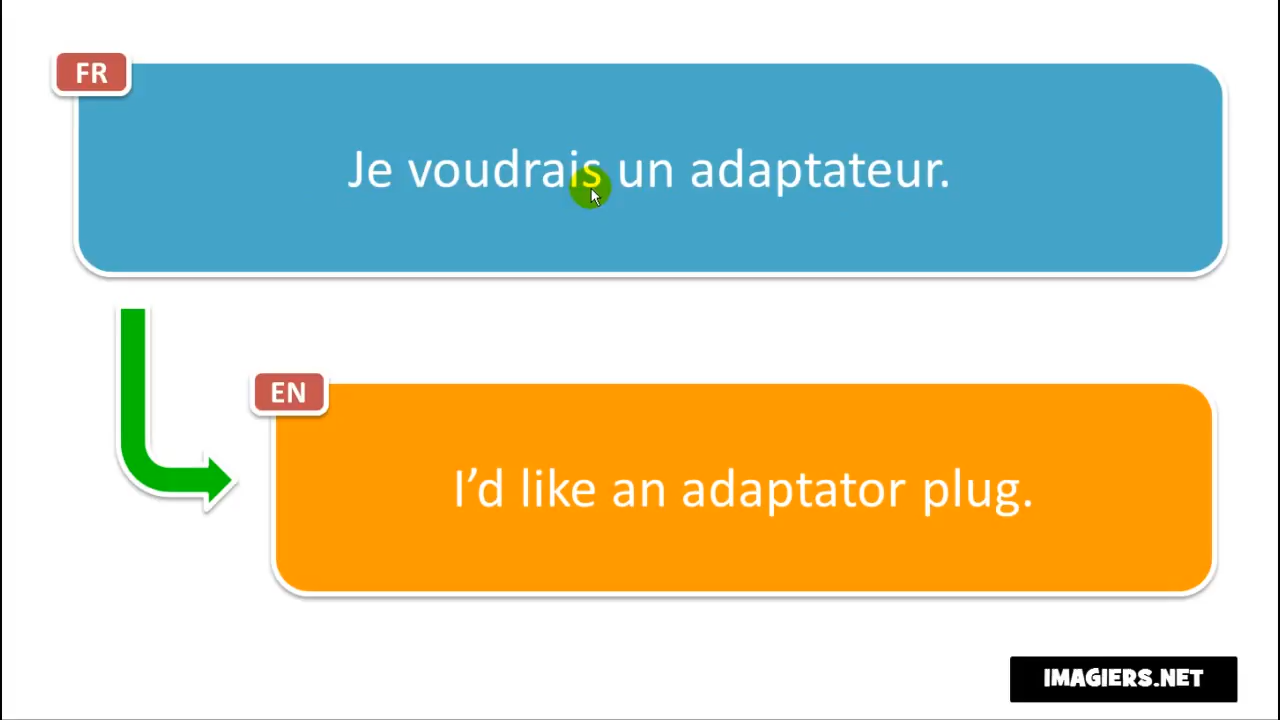 FR
Je voudrais un adaptateur.
EN
I’d like an adaptator plug.
IMAGIERS.NET